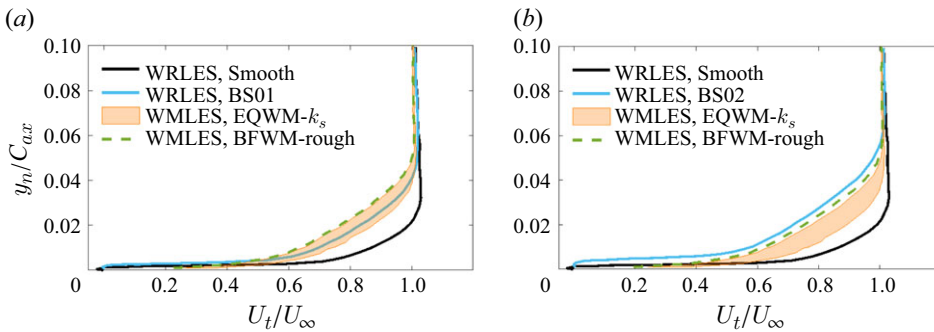 (a)
(b)
0.10
0.08
0.06
0.04
0.02
0
0.2
0.4
0.6
0.8
1.0
y_n/C_{ax}
U_t/U_∞
WRLES, Smooth
WRLES, BS01
WMLES, EQWM-k_s
WMLES, BFWM-rough
0.10
0.08
0.06
0.04
0.02
0
0.2
0.4
0.6
0.8
1.0
U_t/U_∞
WRLES, Smooth
WRLES, BS02
WMLES, EQWM-k_s
WMLES, BFWM-rough